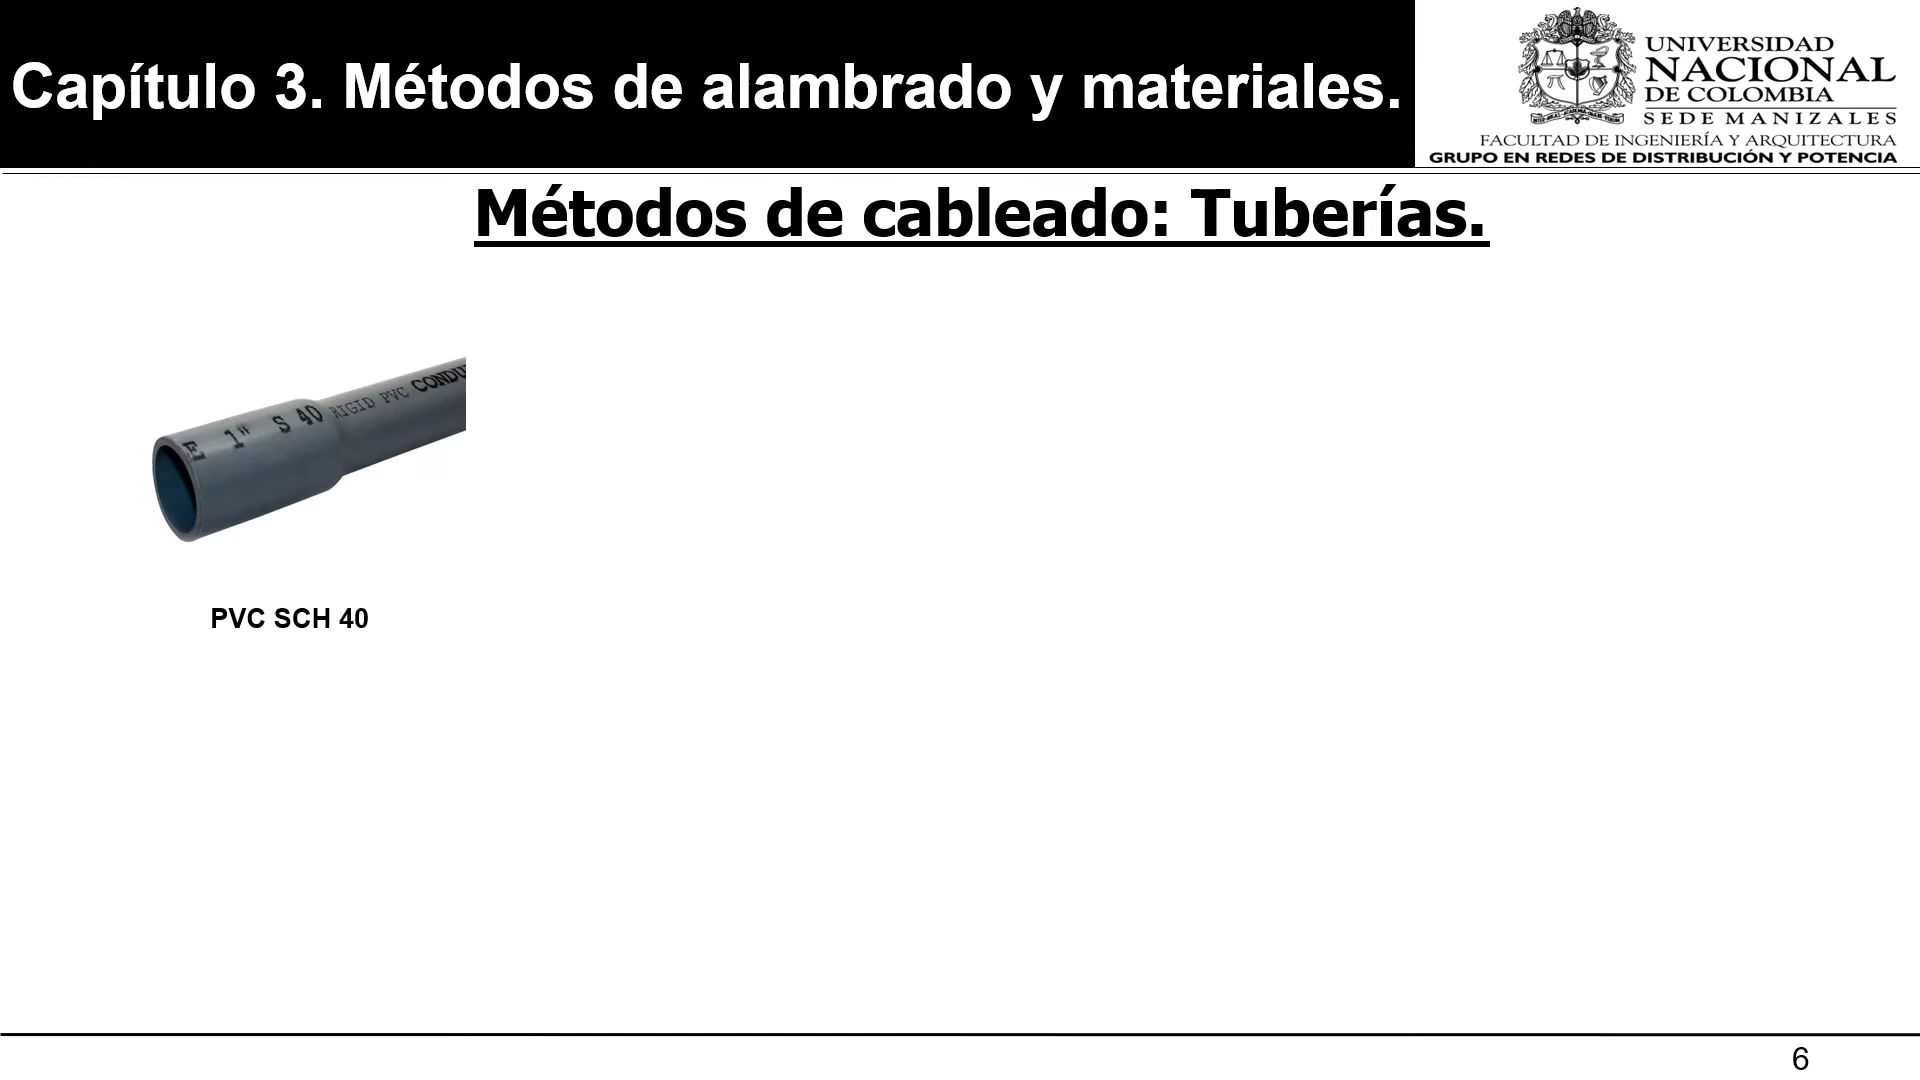 Capítulo 3. Métodos de alambrado y materiales.
UNIVERSIDAD
NACIONAL
DE COLOMBIA
SEDE MANIZALES
FACULTAD DE INGENIERÍA Y ARQUITECTURA
GRUPO EN REDES DE DISTRIBUCIÓN Y POTENCIA
Métodos de cableado: Tuberías.
E 1" S 40 RIGID PVC CONDU
PVC SCH 40
6